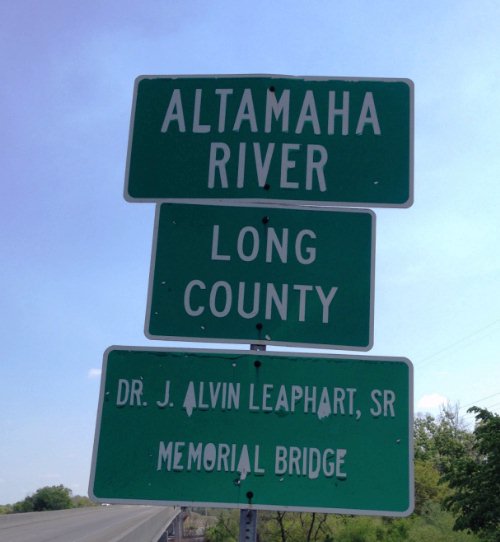 ALTAMAHA
RIVER
LONG
COUNTY
DR. J. ALVIN LEAPHART, SR
MEMORIAL BRIDGE